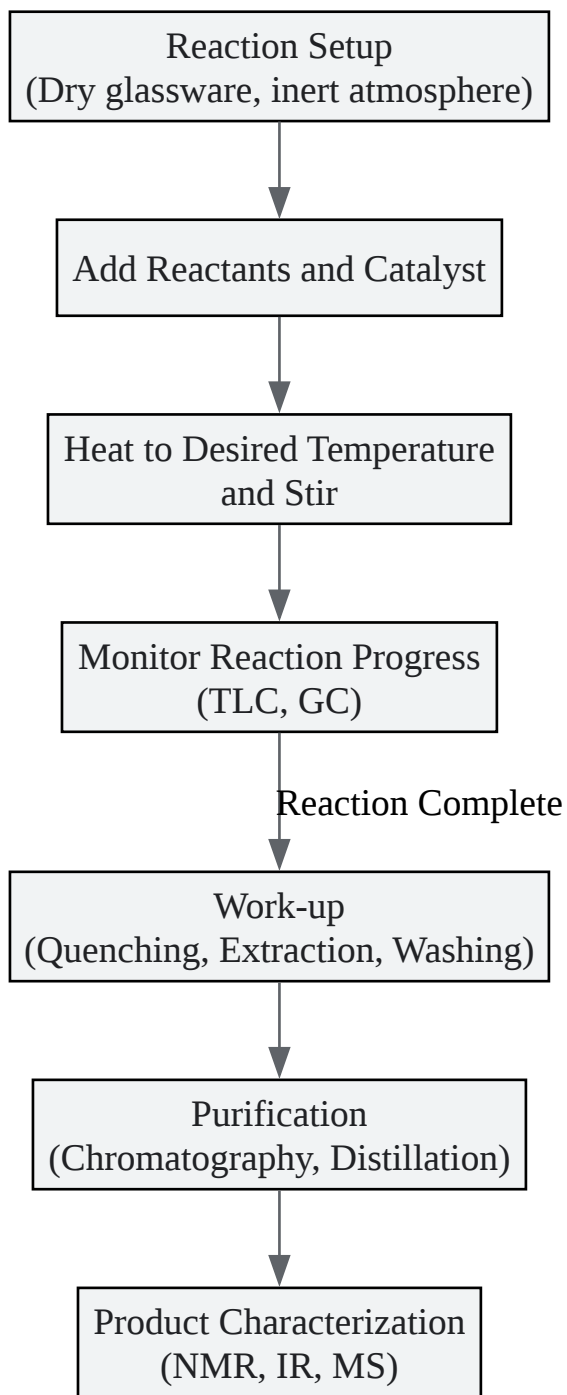 Reaction Setup
(Dry glassware, inert atmosphere)
Add Reactants and Catalyst
Heat to Desired Temperature
and Stir
Monitor Reaction Progress
(TLC, GC)
Reaction Complete
Work-up
(Quenching, Extraction, Washing)
Purification
(Chromatography, Distillation)
Product Characterization
(NMR, IR, MS)